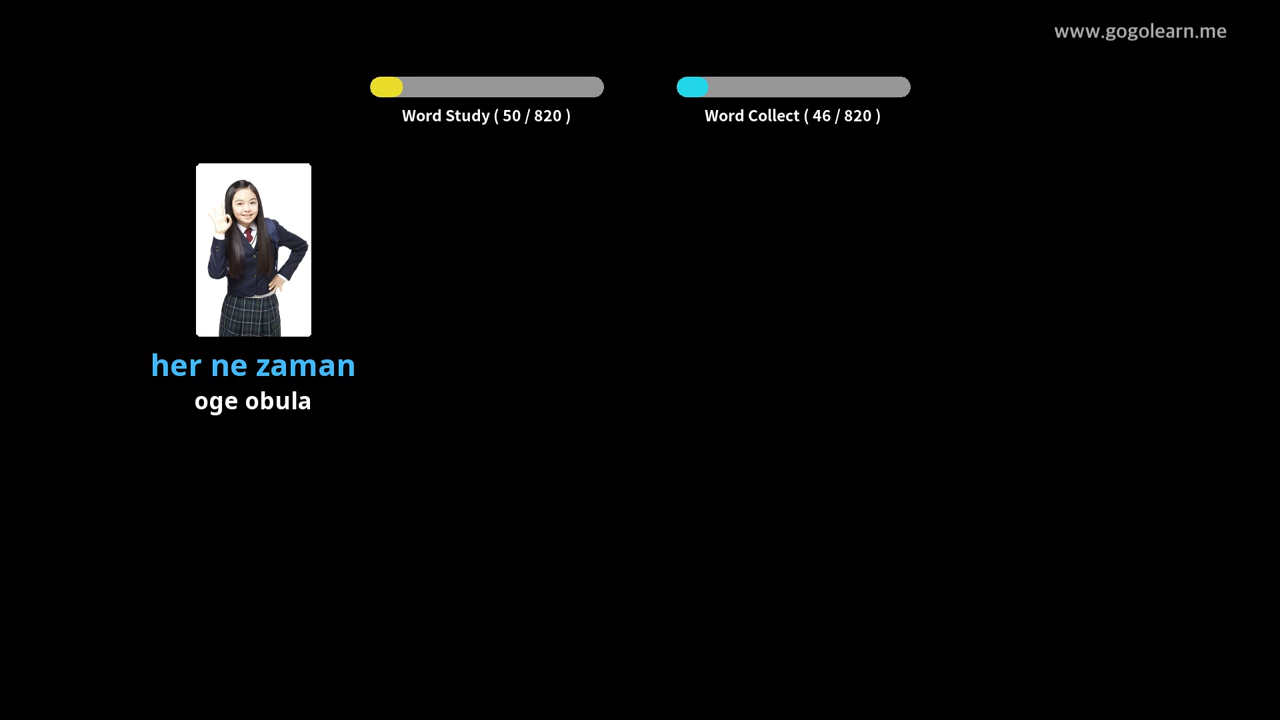 www.gogolearn.me
Word Study ( 50 / 820 )
Word Collect ( 46 / 820 )
her ne zaman
oge obula